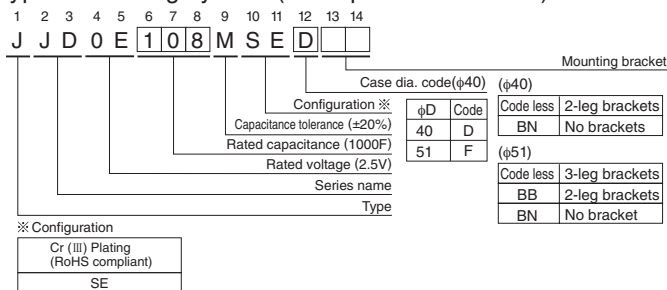 1 2 3 4 5 6 7 8 9 10 11 12 13 14
J J D 0 E 1 0 8 M S E D
Mounting bracket
Case dia. code(φ40)
Configuration ※
Capacitance tolerance (±20%)
Rated capacitance (1000F)
Rated voltage (2.5V)
Series name
Type
φD Code
40 D
51 F
(φ40)
Code less 2-leg brackets
BN No brackets
(φ51)
Code less 3-leg brackets
BB 2-leg brackets
BN No bracket
※ Configuration
Cr (Ⅲ) Plating
(RoHS compliant)
SE